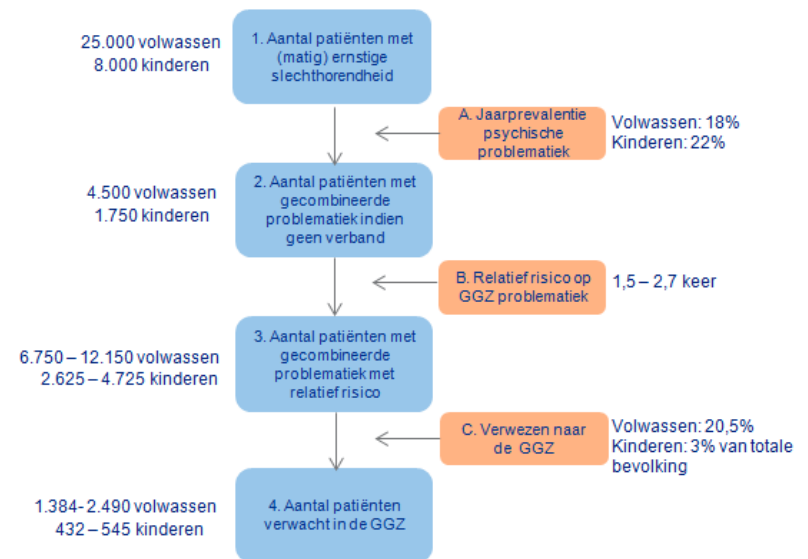 25.000 volwassen
8.000 kinderen
1. Aantal patiënten met
(matig) ernstige
slechthorendheid
A. Jaarprevalentie
psychische
problematiek
Volwassen: 18%
Kinderen: 22%
4.500 volwassen
1.750 kinderen
2. Aantal patiënten met
gecombineerde
problematiek indien
geen verband
B. Relatief risico op
GGZ problematiek
1,5 – 2,7 keer
6.750 – 12.150 volwassen
2.625 – 4.725 kinderen
3. Aantal patiënten met
gecombineerde
problematiek met
relatief risico
C. Verwezen naar
de GGZ
Volwassen: 20,5%
Kinderen: 3% van totale
bevolking
1.384- 2.490 volwassen
432 – 545 kinderen
4. Aantal patiënten
verwacht in de GGZ